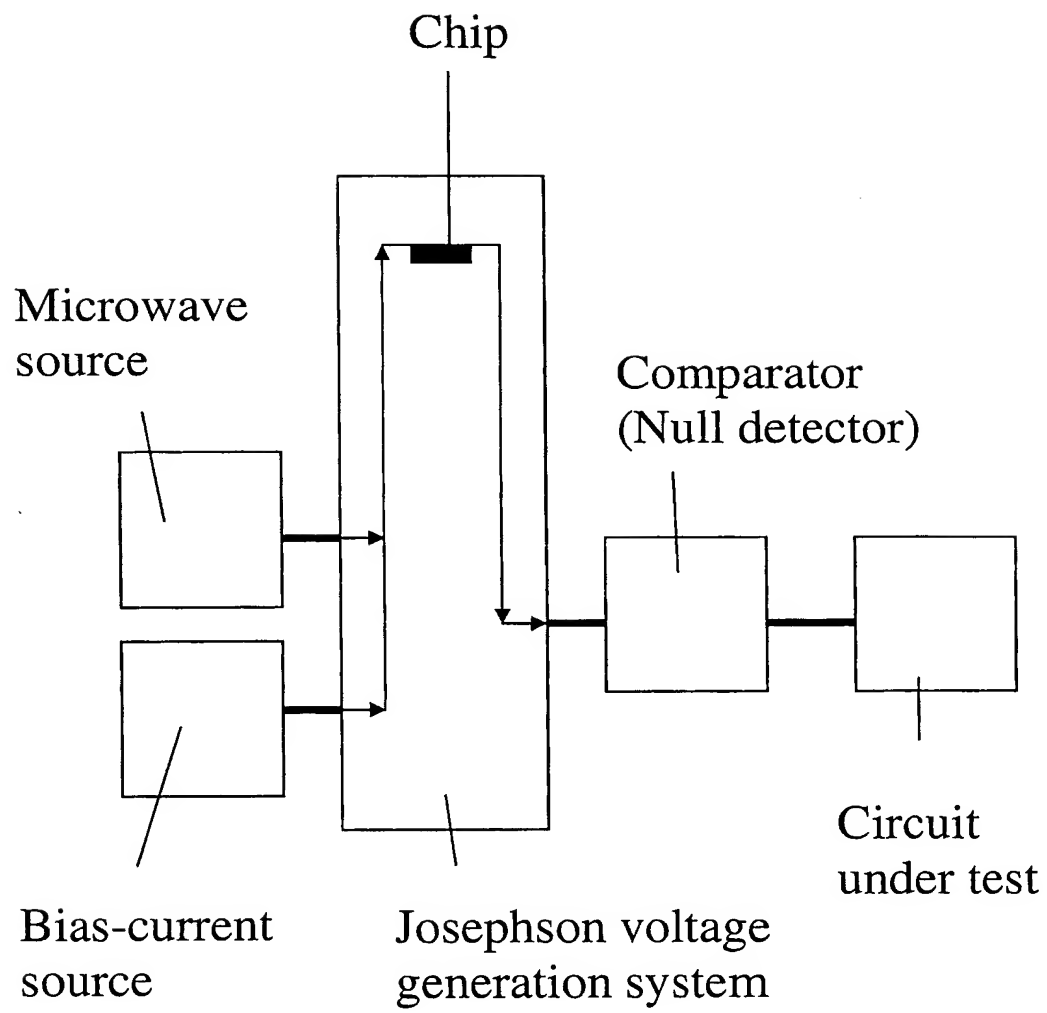 Chip
Microwave
source
Comparator
(Null detector)
Circuit
under test
Bias-current
source
Josephson voltage
generation system